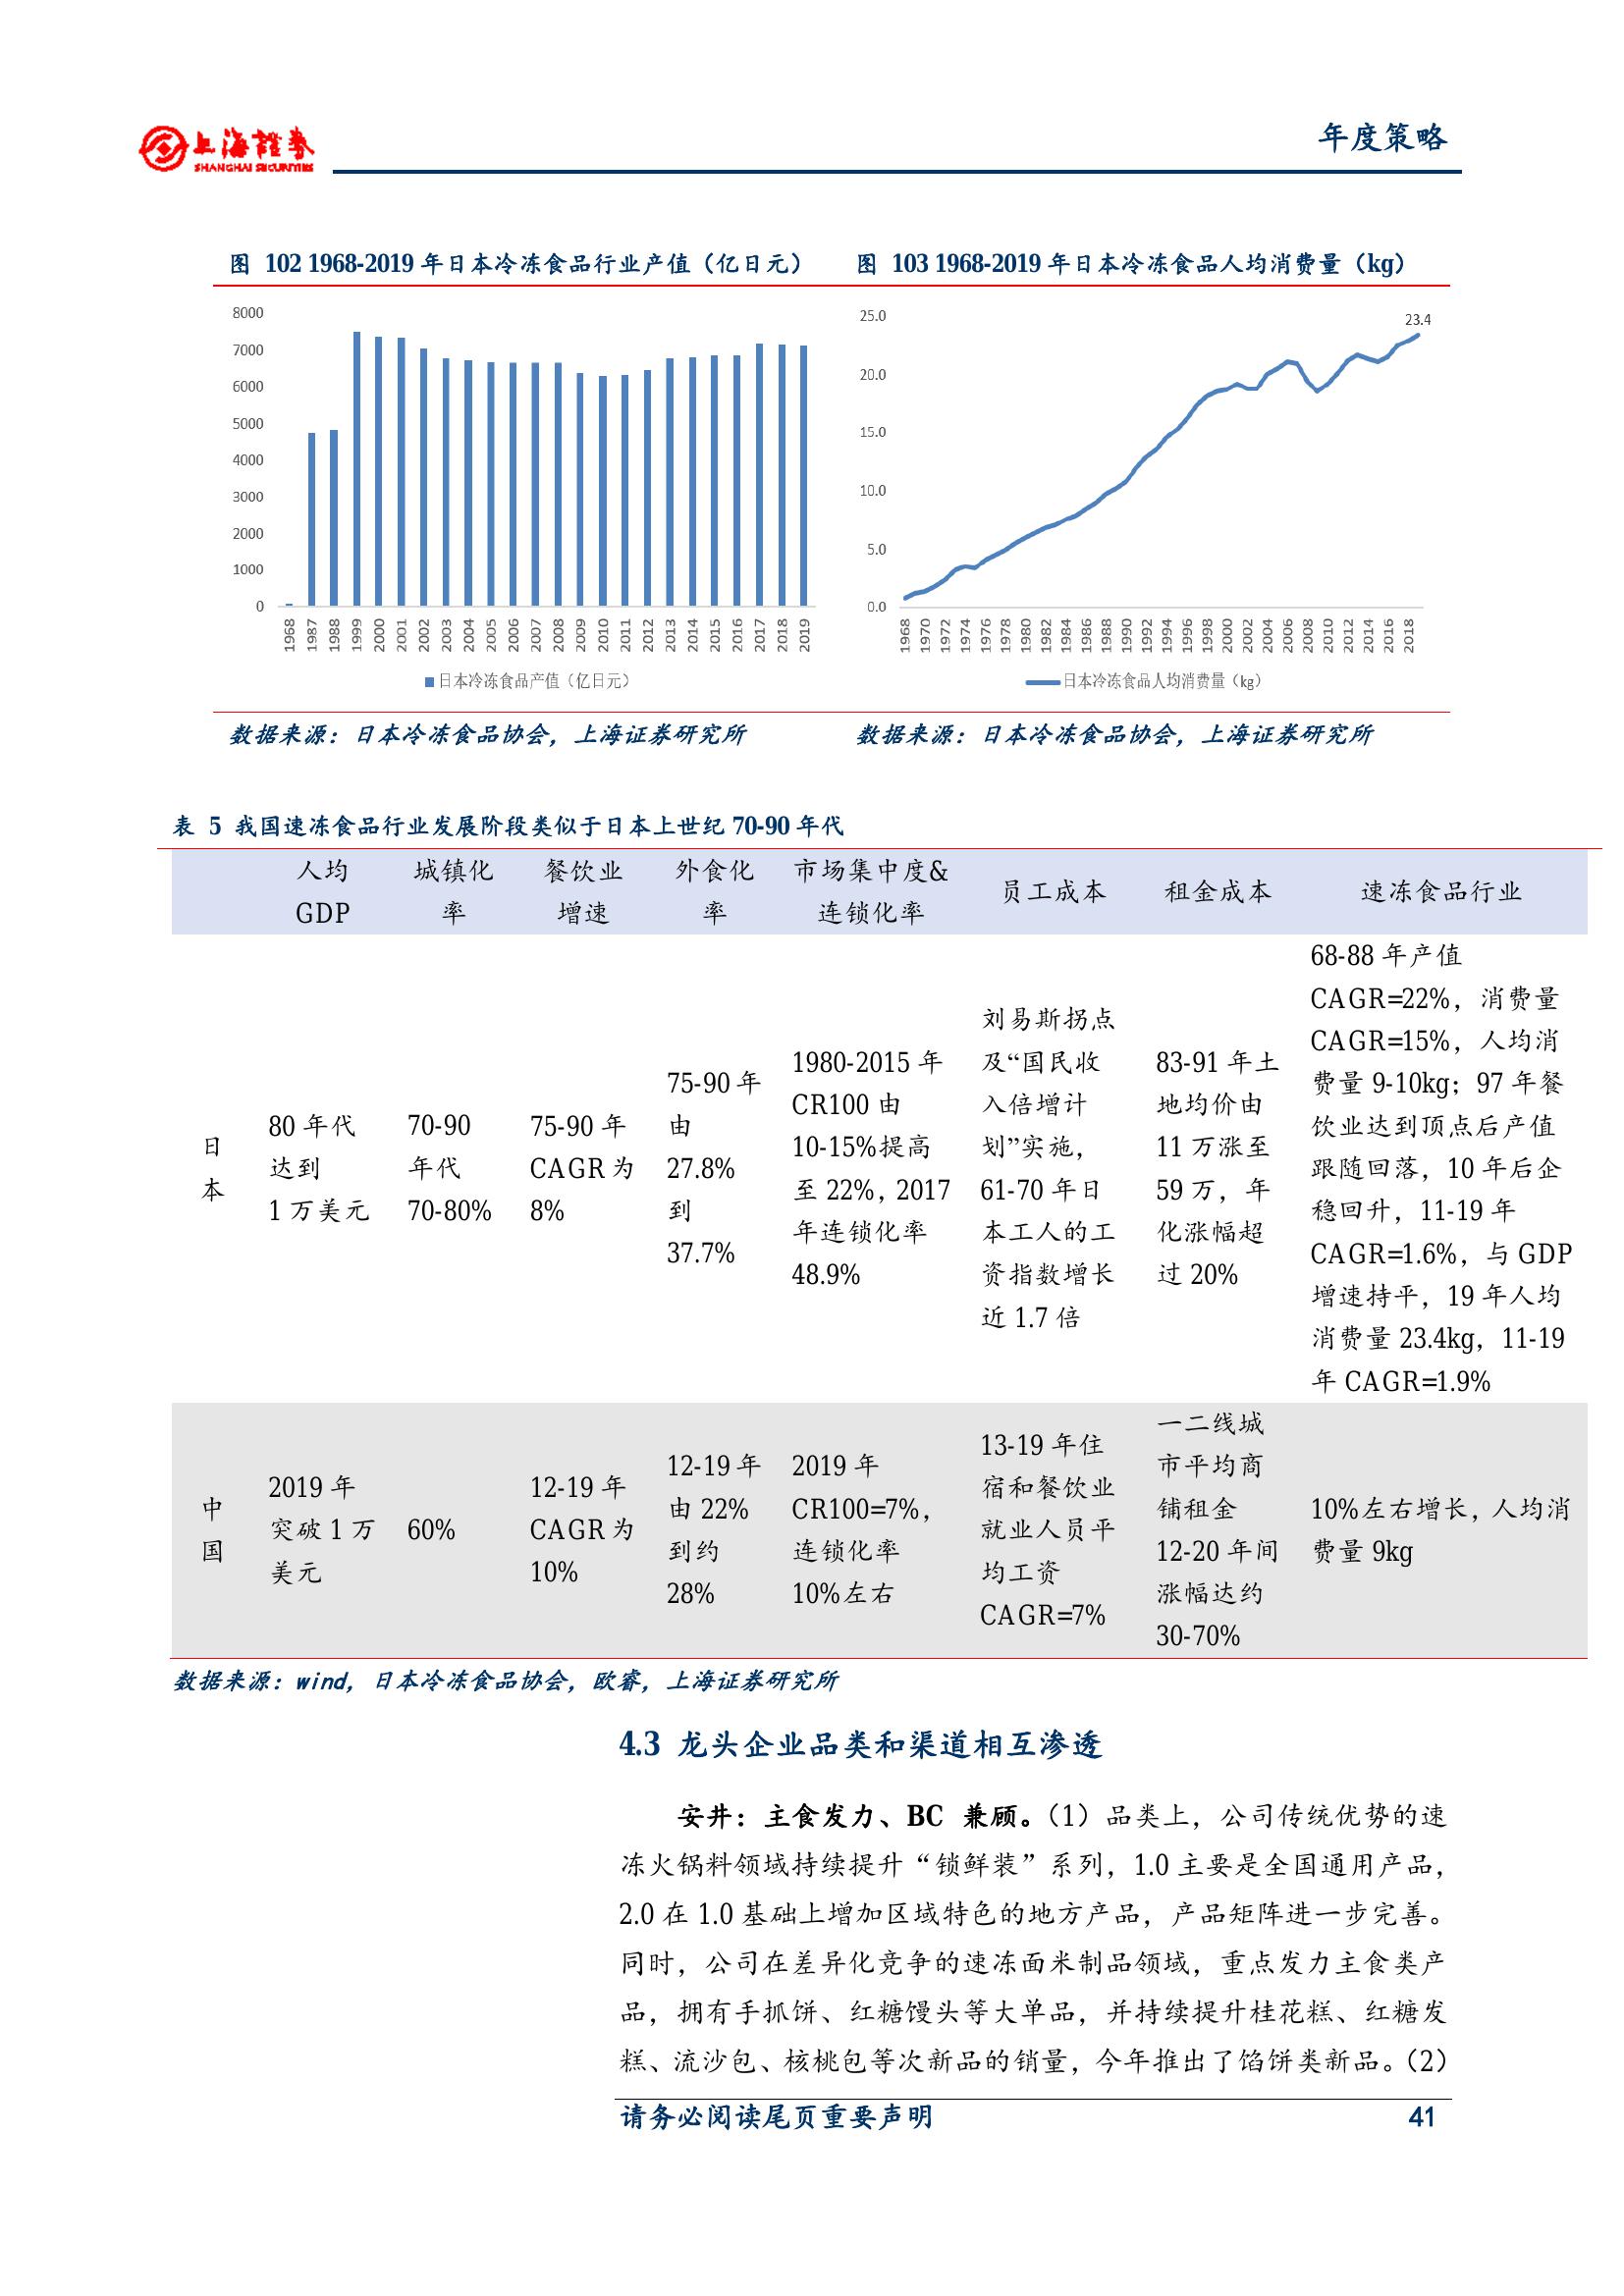 上海證券
SHANGHAI SECURITIES
年度策略
图 102 1968-2019 年日本冷冻食品行业产值（亿日元）
8000
7000
6000
5000
4000
3000
2000
1000
0
1968 1987 1988 1999 2000 2001 2002 2003 2004 2005 2006 2007 2008 2009 2010 2011 2012 2013 2014 2015 2016 2017 2018 2019
日本冷冻食品产值（亿日元）
数据来源：日本冷冻食品协会，上海证券研究所
图 103 1968-2019 年日本冷冻食品人均消费量（kg）
25.0
20.0
15.0
10.0
5.0
0.0
23.4
1968 1970 1972 1974 1976 1978 1980 1982 1984 1986 1988 1990 1992 1994 1996 1998 2000 2002 2004 2006 2008 2010 2012 2014 2016 2018
日本冷冻食品人均消费量（kg）
数据来源：日本冷冻食品协会，上海证券研究所
表 5 我国速冻食品行业发展阶段类似于日本上世纪 70-90 年代
人均
GDP
城镇化
率
餐饮业
增速
外食化
率
市场集中度&
连锁化率
员工成本
租金成本
速冻食品行业
日
本
80 年代
达到
1 万美元
70-90
年代
70-80%
75-90 年
CAGR 为
8%
75-90 年
由
27.8%
到
37.7%
1980-2015 年
CR100 由
10-15%提高
至 22%，2017
年连锁化率
48.9%
刘易斯拐点
及“国民收
入倍增计
划”实施，
61-70 年日
本工人的工
资指数增长
近 1.7 倍
83-91 年土
地均价由
11 万涨至
59 万，年
化涨幅超
过 20%
68-88 年产值
CAGR=22%，消费量
CAGR=15%，人均消
费量 9-10kg；97 年餐
饮业达到顶点后产值
跟随回落，10 年后企
稳回升，11-19 年
CAGR=1.6%，与 GDP
增速持平，19 年人均
消费量 23.4kg，11-19
年 CAGR=1.9%
中
国
2019 年
突破 1 万
美元
60%
12-19 年
CAGR 为
10%
12-19 年
由 22%
到约
28%
2019 年
CR100=7%，
连锁化率
10%左右
13-19 年住
宿和餐饮业
就业人员平
均工资
CAGR=7%
一二线城
市平均商
铺租金
12-20 年间
涨幅达约
30-70%
10%左右增长，人均消
费量 9kg
数据来源：wind，日本冷冻食品协会，欧睿，上海证券研究所
4.3 龙头企业品类和渠道相互渗透
安井：主食发力、BC 兼顾。（1）品类上，公司传统优势的速
冻火锅料领域持续提升“锁鲜装”系列，1.0 主要是全国通用产品，
2.0 在 1.0 基础上增加区域特色的地方产品，产品矩阵进一步完善。
同时，公司在差异化竞争的速冻面米制品领域，重点发力主食类产
品，拥有手抓饼、红糖馒头等大单品，并持续提升桂花糕、红糖发
糕、流沙包、核桃包等次新品的销量，今年推出了馅饼类新品。（2）
请务必阅读尾页重要声明
41